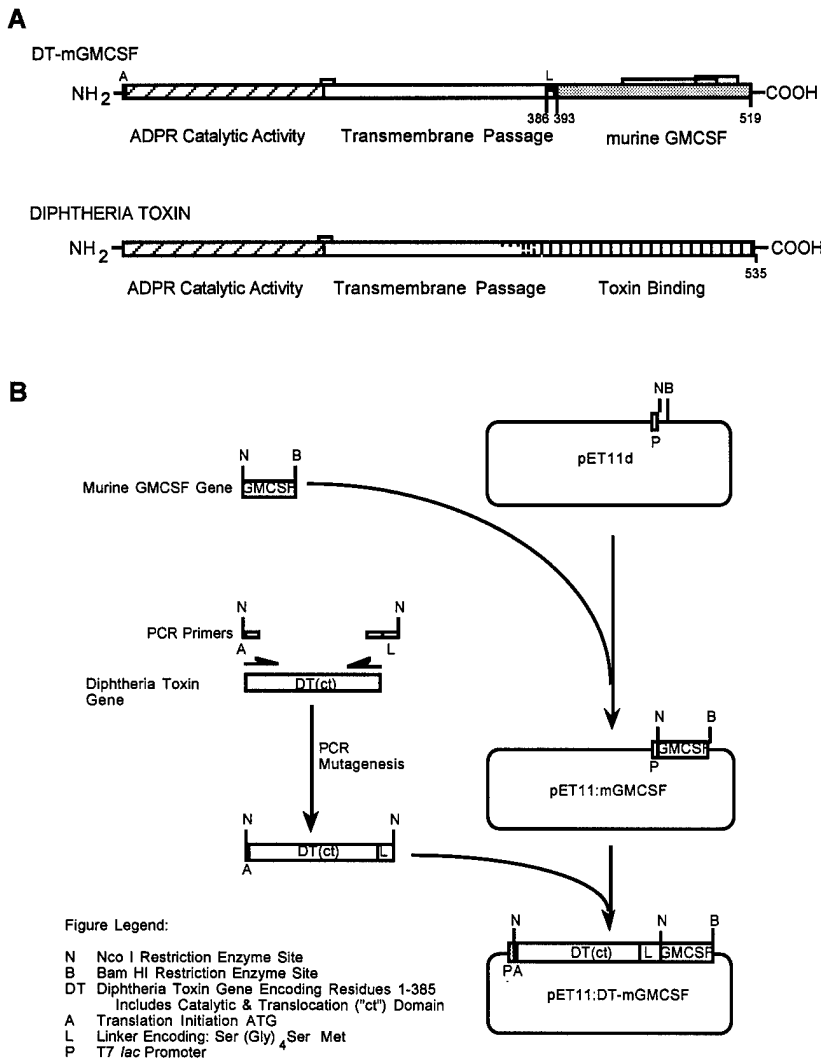 A
DT-mGMCSF
A
L
NH2
COOH
386 393
519
ADPR Catalytic Activity
Transmembrane Passage
murine GMCSF
DIPHTHERIA TOXIN
NH2
COOH
535
ADPR Catalytic Activity
Transmembrane Passage
Toxin Binding
B
NB
P
pET11d
N
B
Murine GMCSF Gene
GMCSF
N
N
PCR Primers
A
L
Diphtheria Toxin
Gene
DT(ct)
PCR
Mutagenesis
N
B
GMCSF
P
pET11:mGMCSF
N
N
DT(ct)
L
A
N
N
B
DT(ct)
L
GMCSF
PA
pET11:DT-mGMCSF
Figure Legend:
N Nco I Restriction Enzyme Site
B Bam HI Restriction Enzyme Site
DT Diphtheria Toxin Gene Encoding Residues 1-385
Includes Catalytic & Translocation ("ct") Domain
A Translation Initiation ATG
L Linker Encoding: Ser (Gly)4Ser Met
P T7 lac Promoter